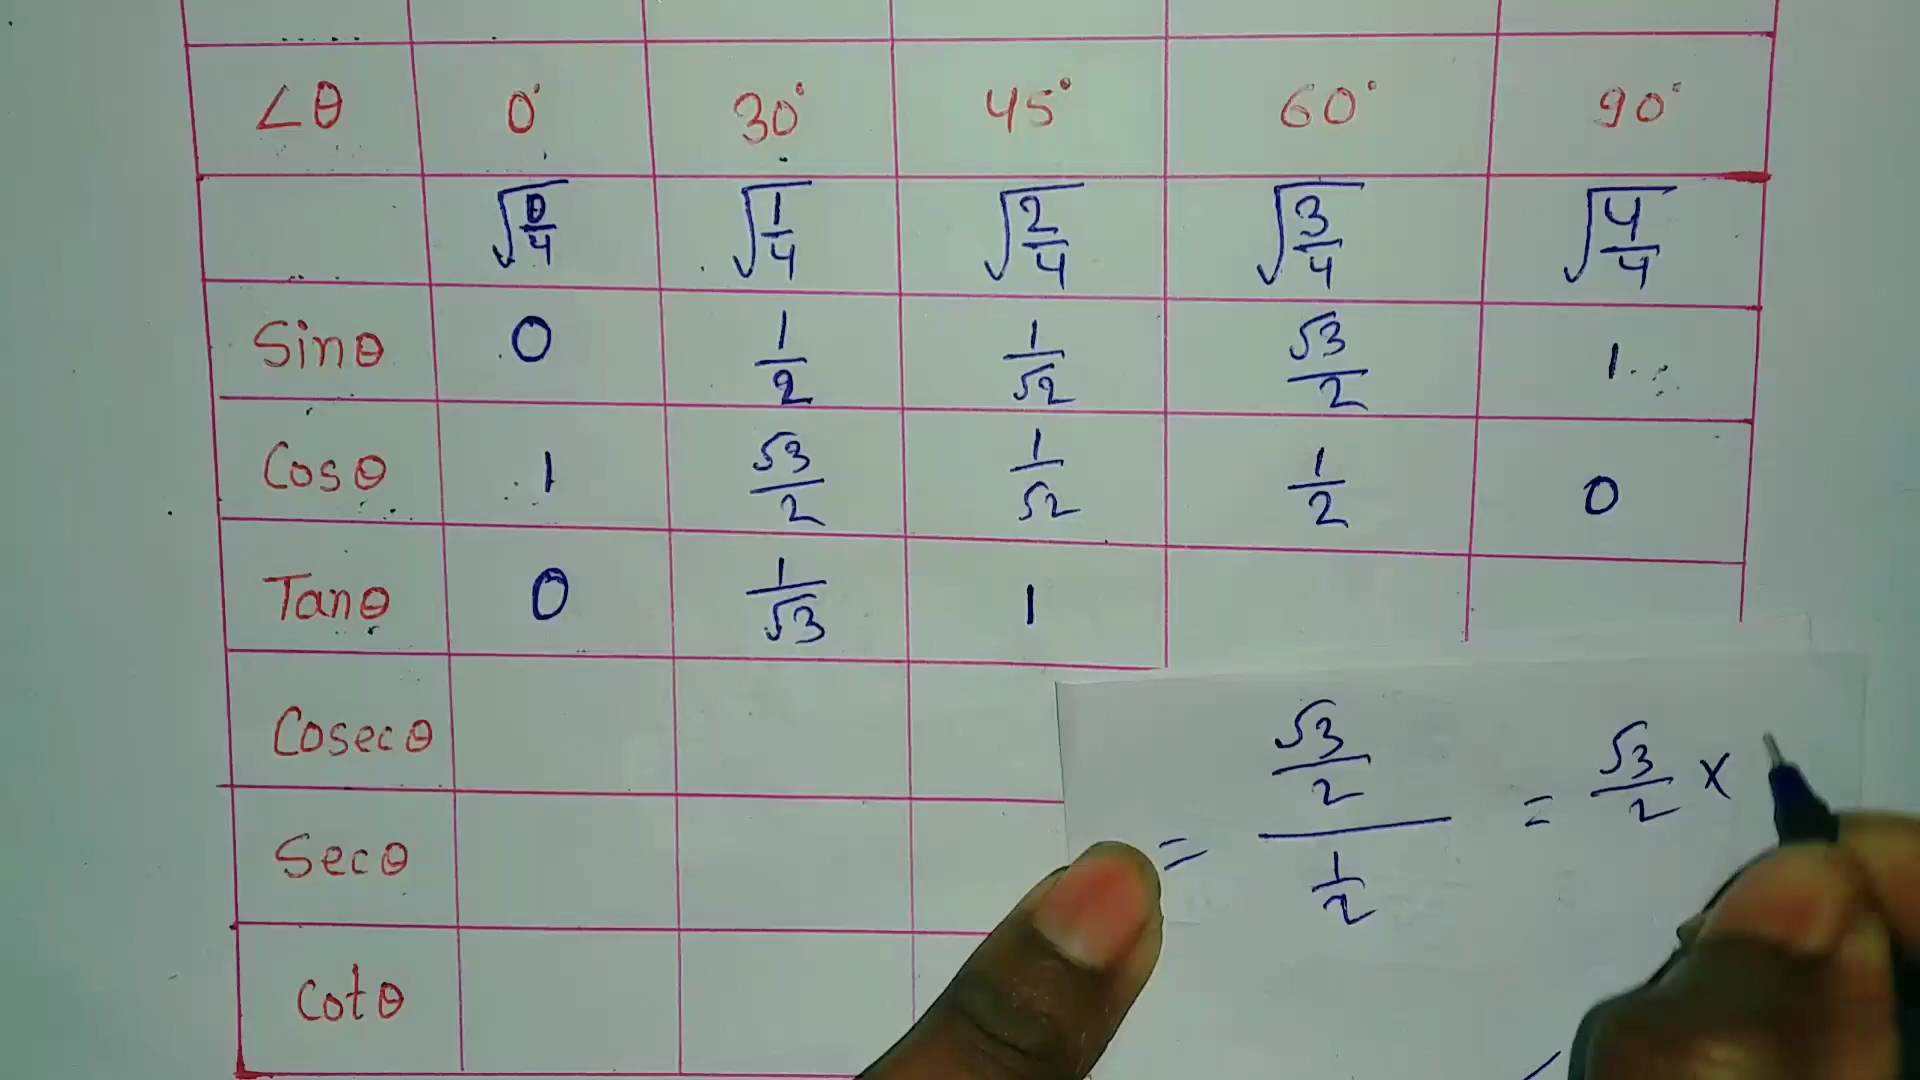 ∠θ 0° 30° 45° 60° 90°
√0/4 √1/4 √2/4 √3/4 √4/4
Sinθ 0 1/2 1/√2 √3/2 1
Cosθ 1 √3/2 1/√2 1/2 0
Tanθ 0 1/√3 1
Cosecθ
Secθ
Cotθ
= (√3/2)/(1/2) = √3/2 ×